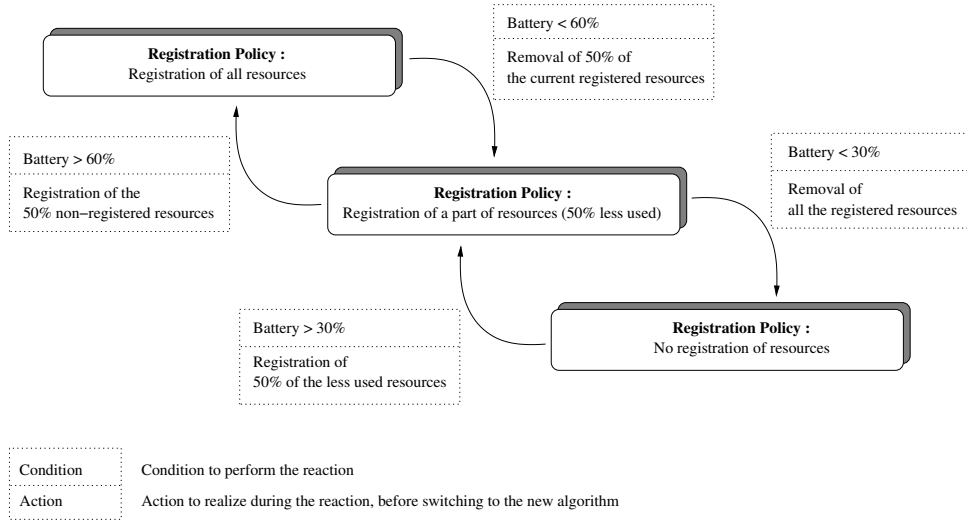 Registration Policy :
Registration of all resources
Battery < 60%
Removal of 50% of
the current registered resources
Battery > 60%
Registration of the
50% non−registered resources
Registration Policy :
Registration of a part of resources (50% less used)
Battery < 30%
Removal of
all the registered resources
Battery > 30%
Registration of
50% of the less used resources
Registration Policy :
No registration of resources
Condition
Condition to perform the reaction
Action
Action to realize during the reaction, before switching to the new algorithm